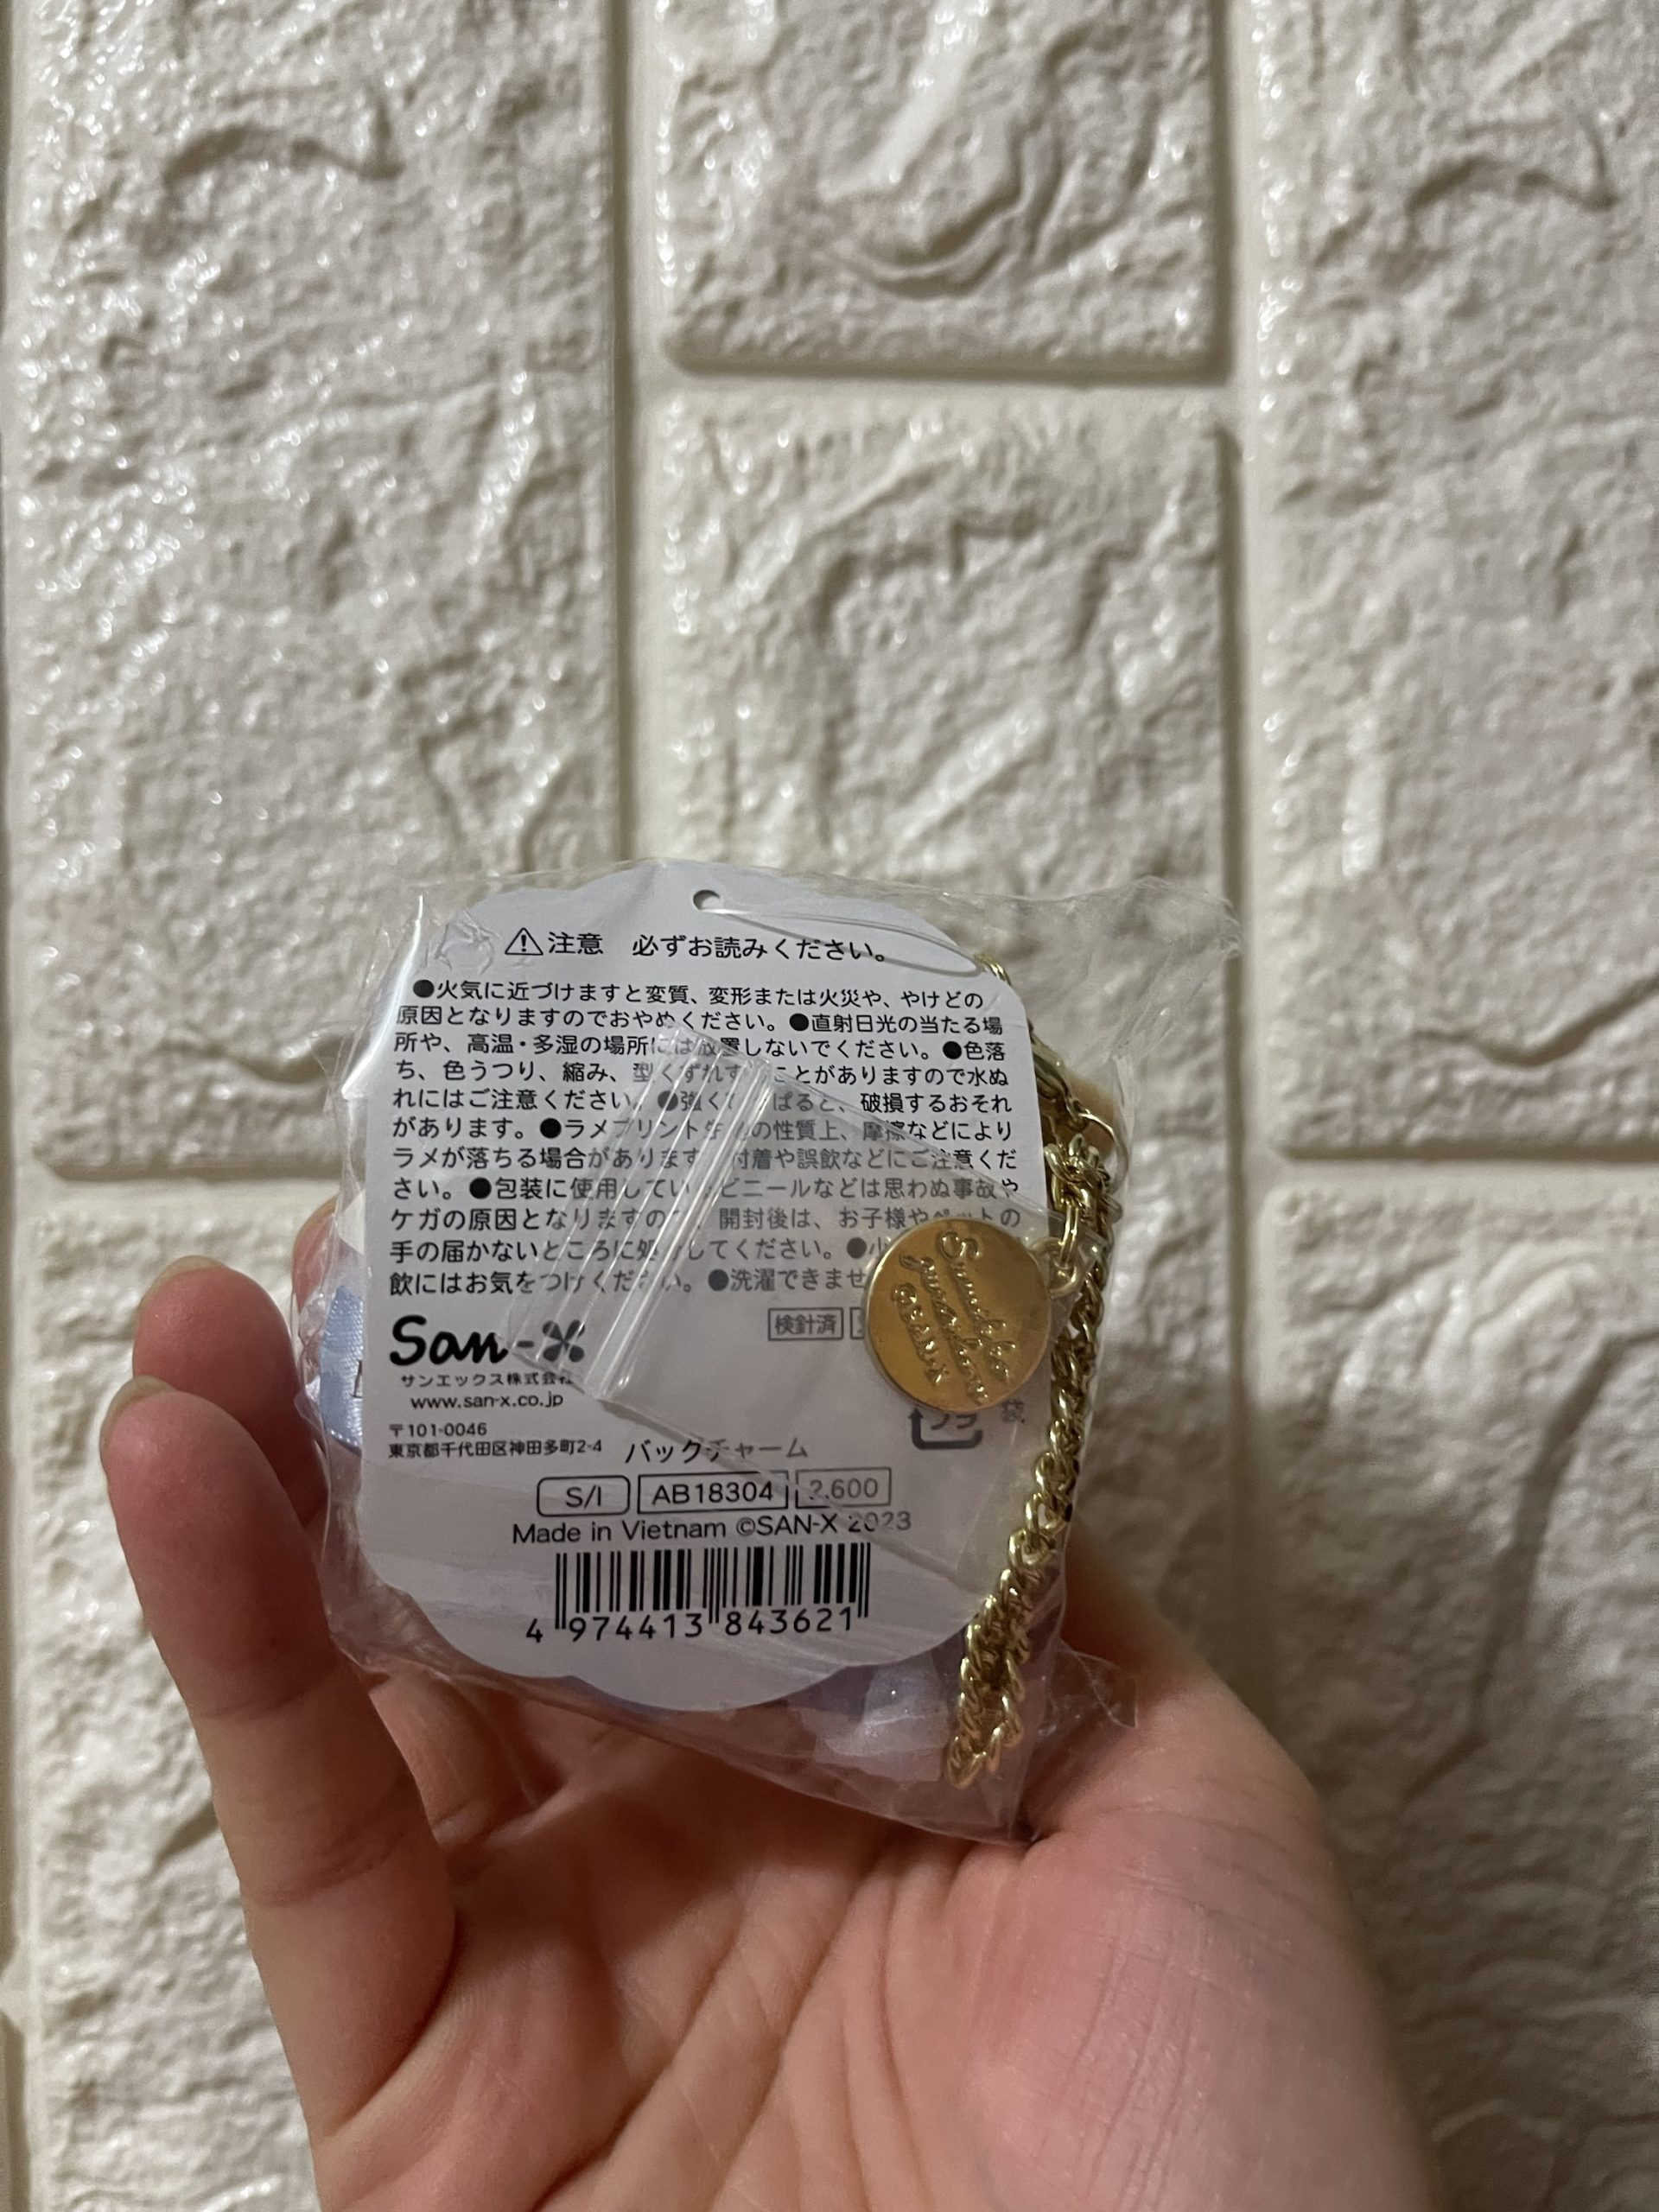 注意 必ずお読みください。
●火気に近づけますと変質、変形または火災や、やけどの
原因となりますのでおやめください。●直射日光の当たる場
所や、高温・多湿の場所には放置しないでください。●色落
ち、色うつり、縮み、型くずれす ことがありますので水ぬ
れにはご注意ください。●強く ぱると、破損するおそれ
があります。●ラメプリント の性質上、摩擦などにより
ラメが落ちる場合があります 付着や誤飲などにご注意くだ
さい。●包装に使用してい ビニールなどは思わぬ事故や
ケガの原因となりますの 、開封後は、お子様やペットの
手の届かないところに処 してください。●小
飲にはお気をつけください。●洗濯できませ
検針済
San-X
サンエックス株式会社
www.san-x.co.jp
〒101-0046
東京都千代田区神田多町2-4
プラ
袋
バックチャーム
S/I AB18304 2,600
Made in Vietnam ©SAN-X 2023
4 974413 843621
Sumikko
gurashi
©SAN-X